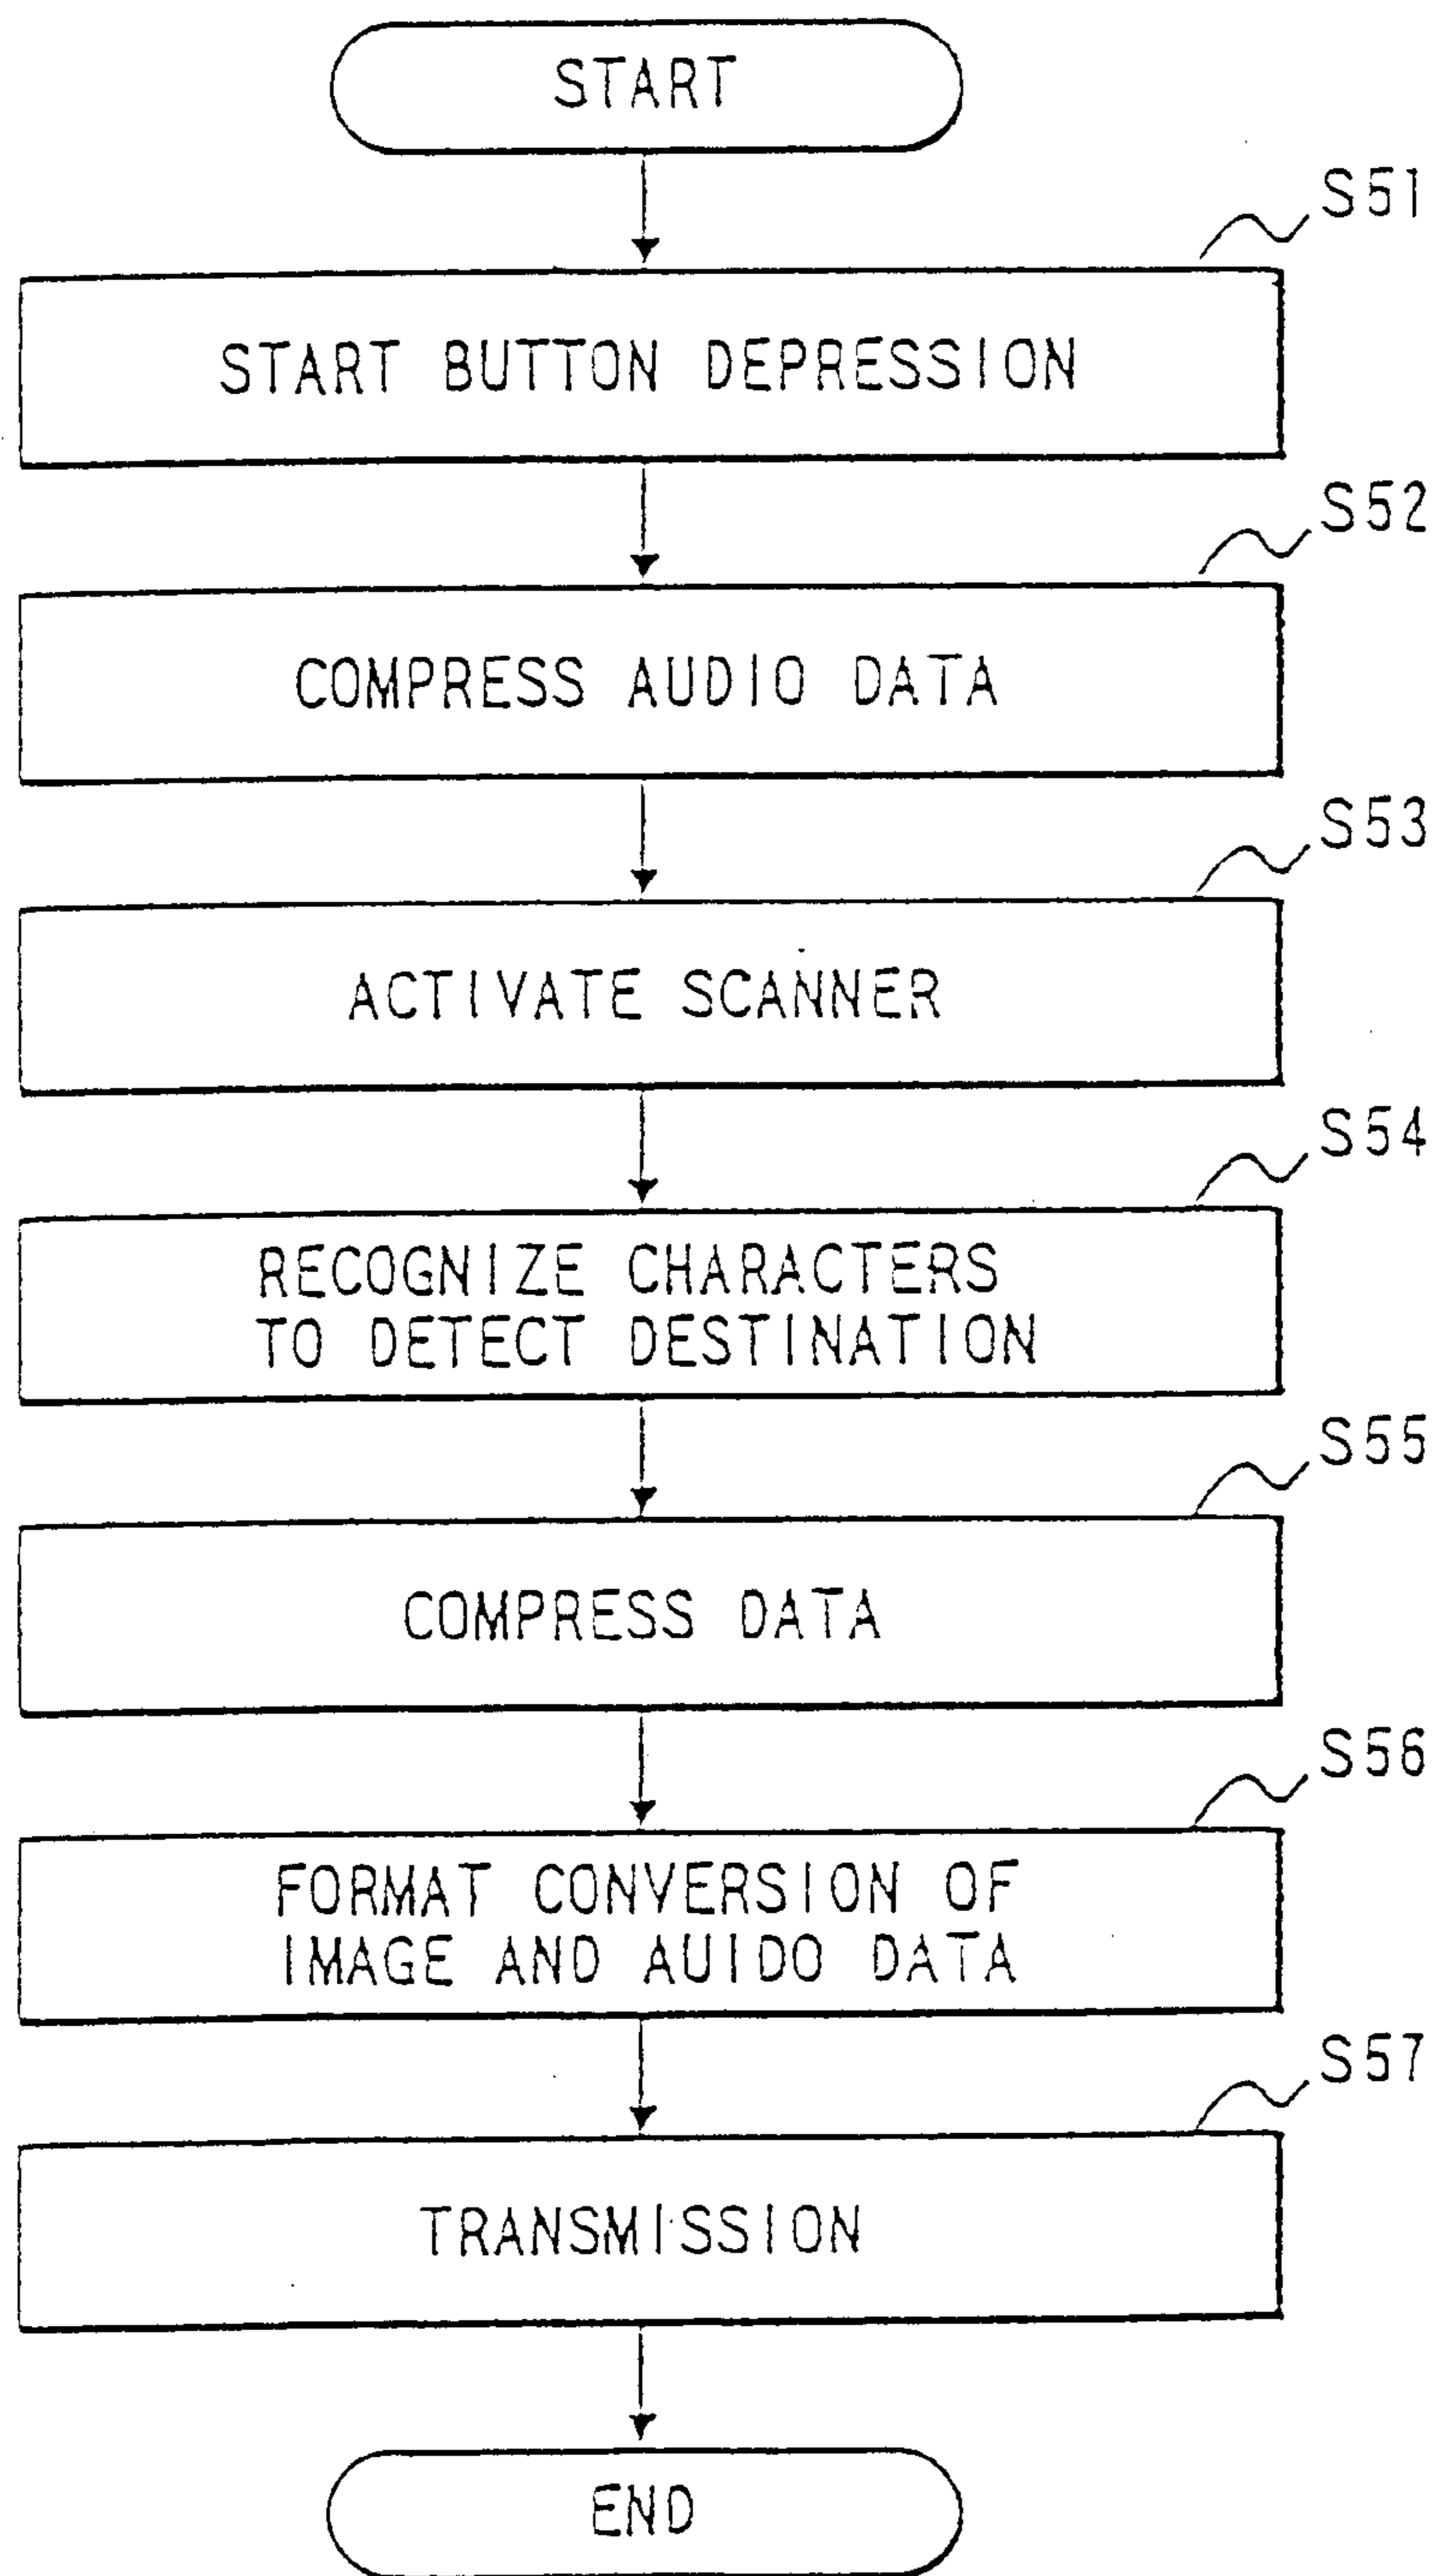 START
S51
START BUTTON DEPRESSION
S52
COMPRESS AUDIO DATA
S53
ACTIVATE SCANNER
S54
RECOGNIZE CHARACTERS
TO DETECT DESTINATION
S55
COMPRESS DATA
S56
FORMAT CONVERSION OF
IMAGE AND AUIDO DATA
S57
TRANSMISSION
END